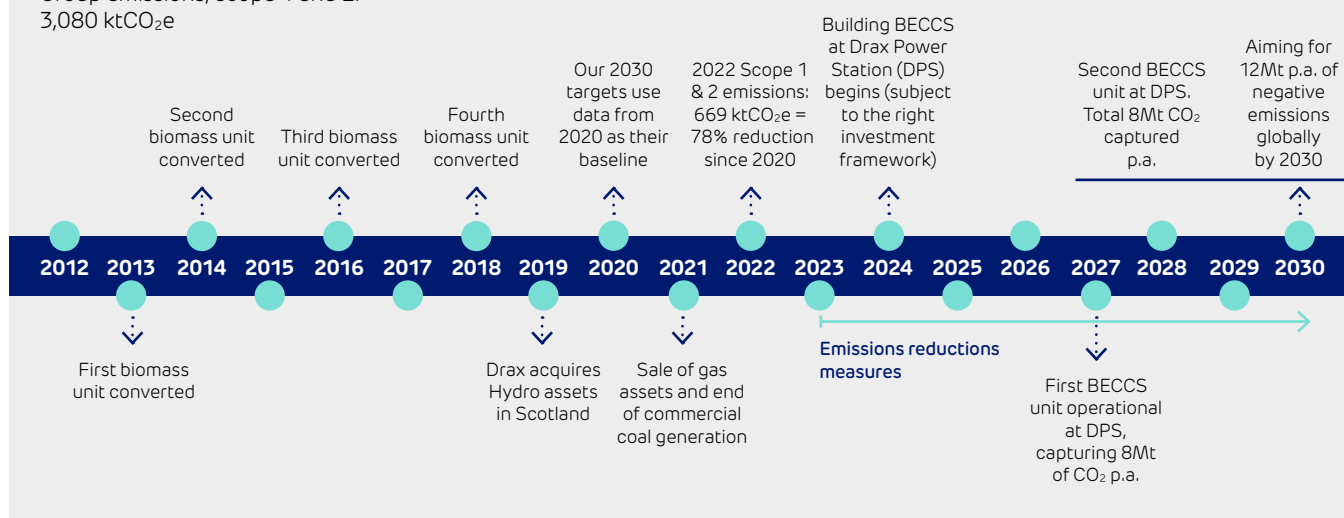 Group emissions, Scope 1 and 2:
3,080 ktCO₂e
Second
biomass unit
converted
Third biomass
unit converted
Fourth
biomass unit
converted
Our 2030
targets use
data from
2020 as their
baseline
2022 Scope 1
& 2 emissions:
669 ktCO₂e =
78% reduction
since 2020
Building BECCS
at Drax Power
Station (DPS)
begins (subject
to the right
investment
framework)
Second BECCS
unit at DPS.
Total 8Mt CO₂
captured
p.a.
Aiming for
12Mt p.a. of
negative
emissions
globally
by 2030
2012 2013 2014 2015 2016 2017 2018 2019 2020 2021 2022 2023 2024 2025 2026 2027 2028 2029 2030
First biomass
unit converted
Drax acquires
Hydro assets
in Scotland
Sale of gas
assets and end
of commercial
coal generation
Emissions reductions
measures
First BECCS
unit operational
at DPS,
capturing 8Mt
of CO₂ p.a.